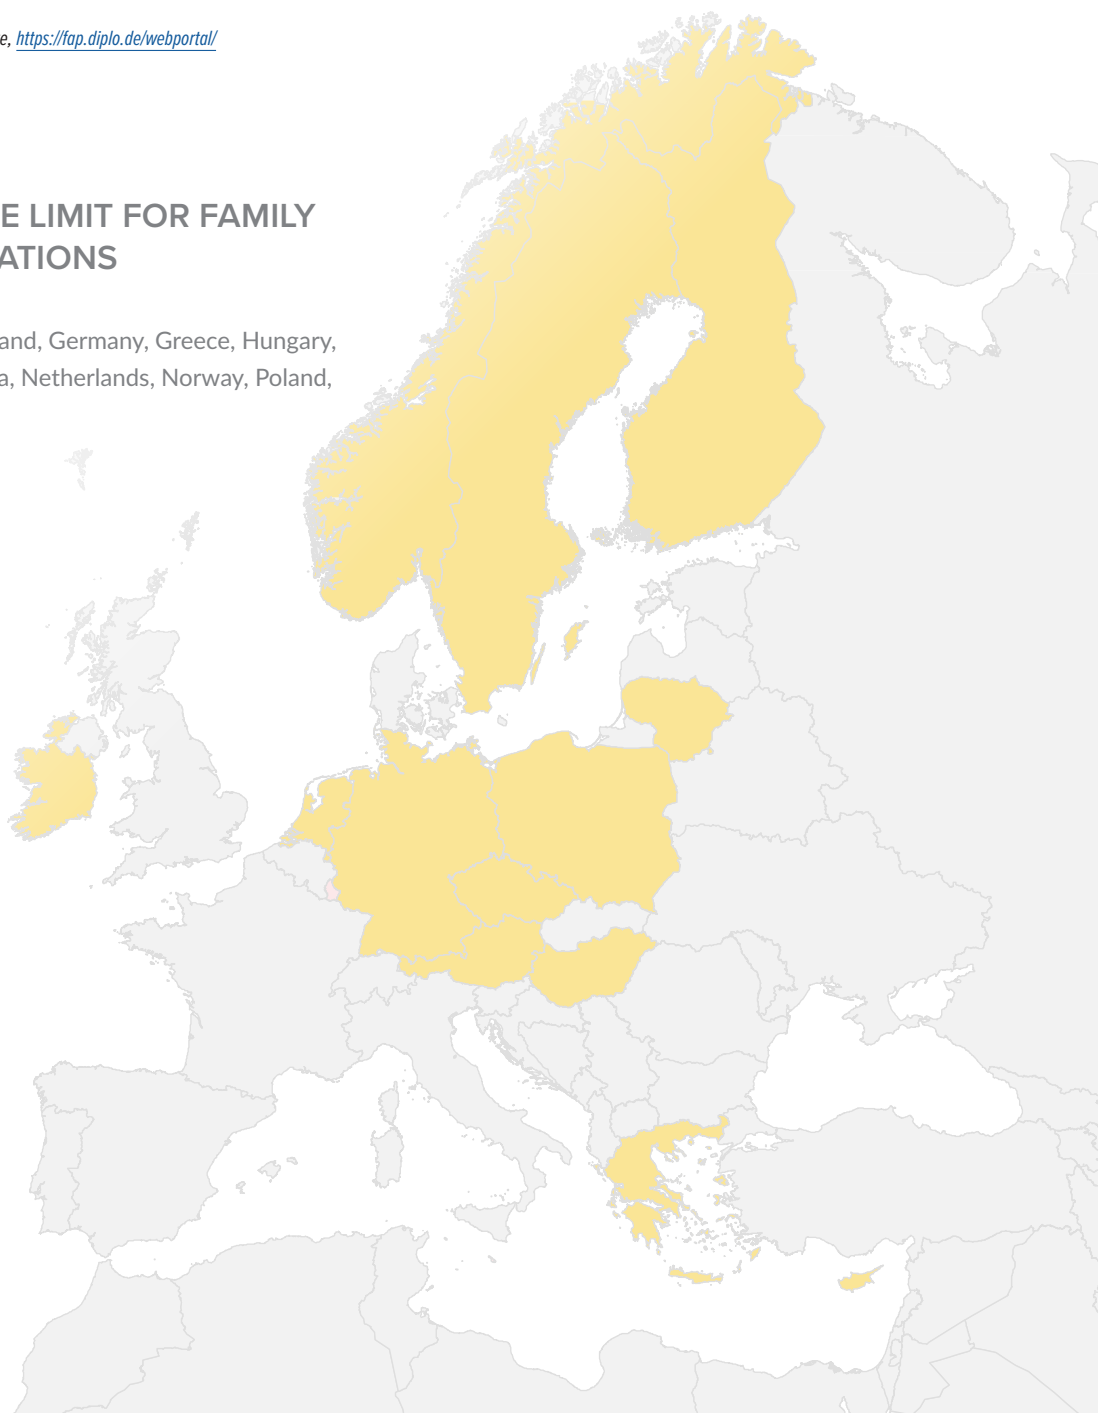 e, https://fap.diplo.de/webportal/
E LIMIT FOR FAMILY
ATIONS
and, Germany, Greece, Hungary,
a, Netherlands, Norway, Poland,